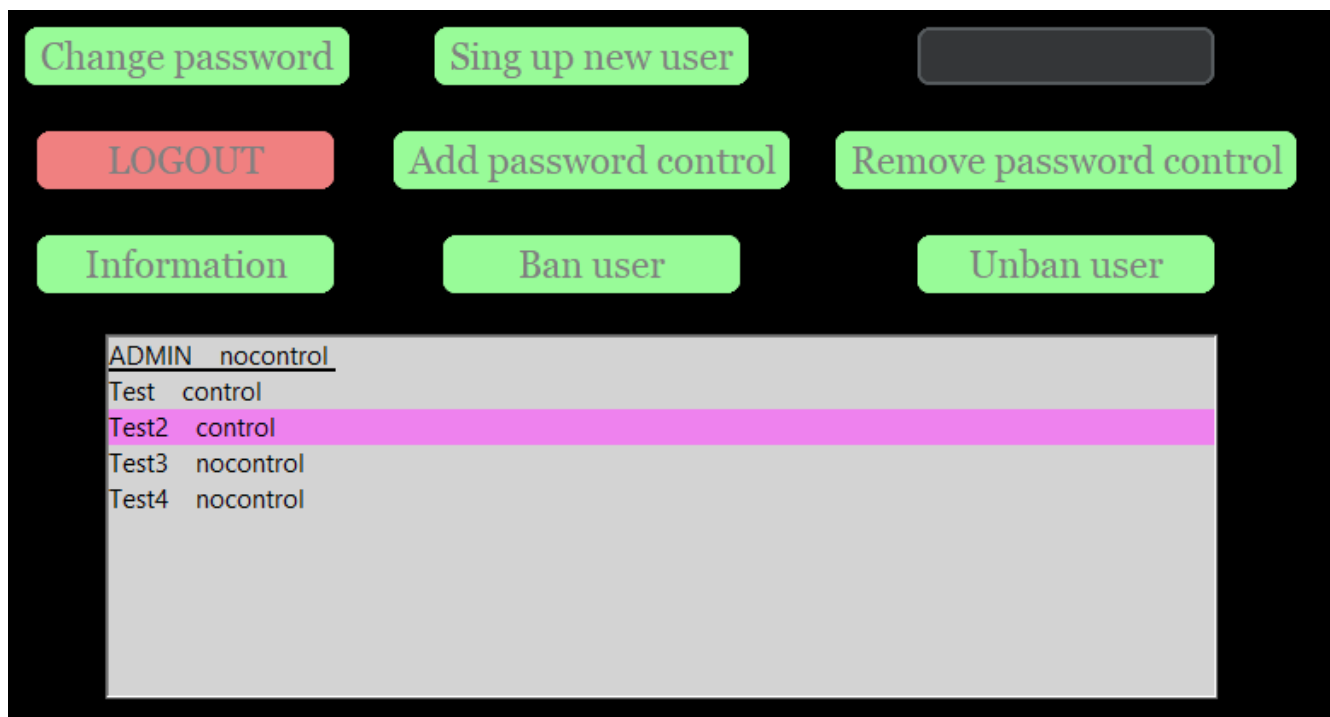 Change password
Sing up new user
LOGOUT
Add password control
Remove password control
Information
Ban user
Unban user
ADMIN nocontrol
Test control
Test2 control
Test3 nocontrol
Test4 nocontrol